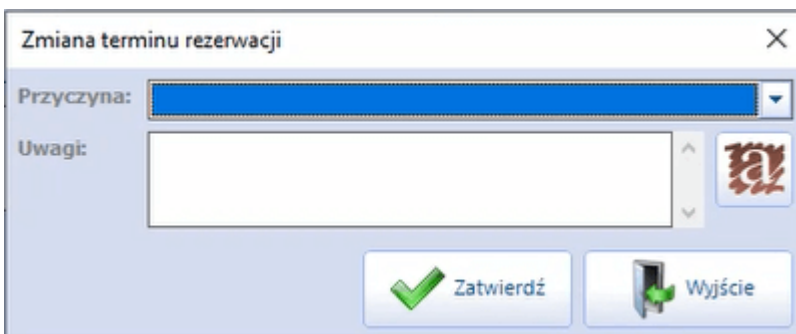 Zmiana terminu rezerwacji
Przyczyna:
Uwagi:
a
Zatwierdź
Wyjście